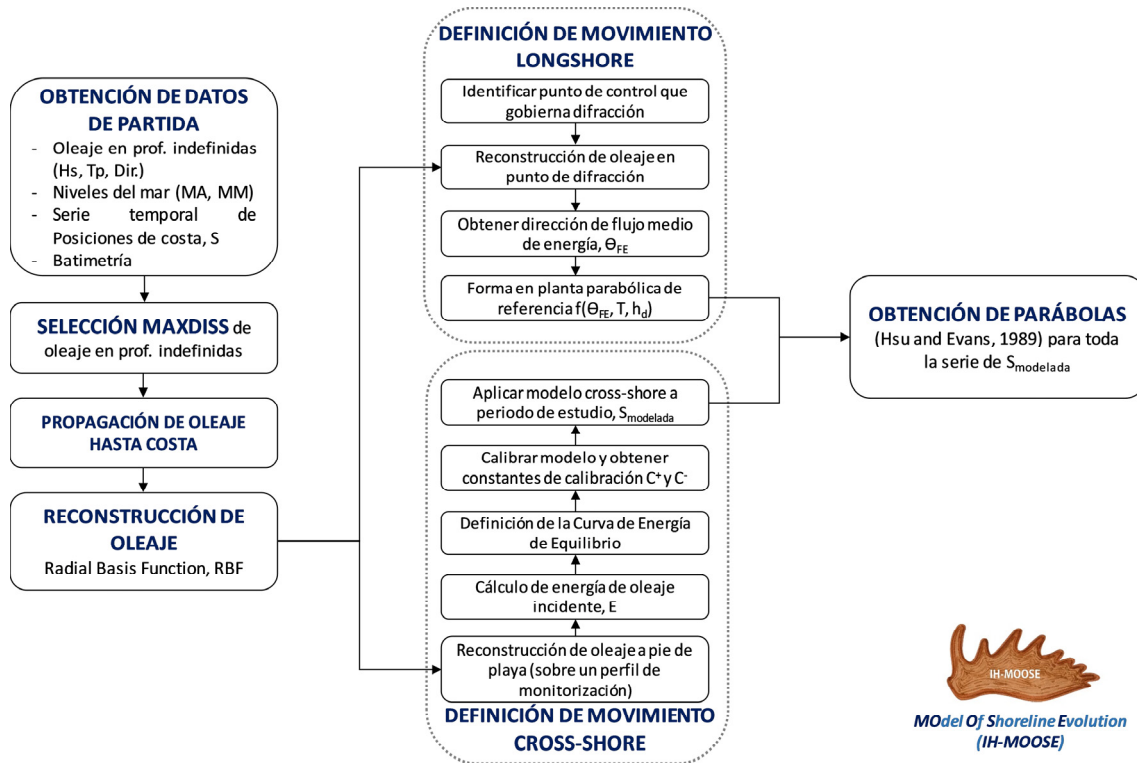 OBTENCIÓN DE DATOS
DE PARTIDA
- Oleaje en prof. indefinidas
(Hs, Tp, Dir.)
- Niveles del mar (MA, MM)
- Serie temporal de
Posiciones de costa, S
- Batimetría
SELECCIÓN MAXDISS de
oleaje en prof. indefinidas
PROPAGACIÓN DE OLEAJE
HASTA COSTA
RECONSTRUCCIÓN DE
OLEAJE
Radial Basis Function, RBF
DEFINICIÓN DE MOVIMIENTO
LONGSHORE
Identificar punto de control que
gobierna difracción
Reconstrucción de oleaje en
punto de difracción
Obtener dirección de flujo medio
de energía, ϴFE
Forma en planta parabólica de
referencia f(ϴFE, T, hd)
Aplicar modelo cross-shore a
periodo de estudio, Smodelada
Calibrar modelo y obtener
constantes de calibración C⁺ y C⁻
Definición de la Curva de Energía
de Equilibrio
Cálculo de energía de oleaje
incidente, E
Reconstrucción de oleaje a pie de
playa (sobre un perfil de
monitorización)
DEFINICIÓN DE MOVIMIENTO
CROSS-SHORE
OBTENCIÓN DE PARÁBOLAS
(Hsu and Evans, 1989) para toda
la serie de Smodelada
IH-MOOSE
MOdel Of Shoreline Evolution
(IH-MOOSE)